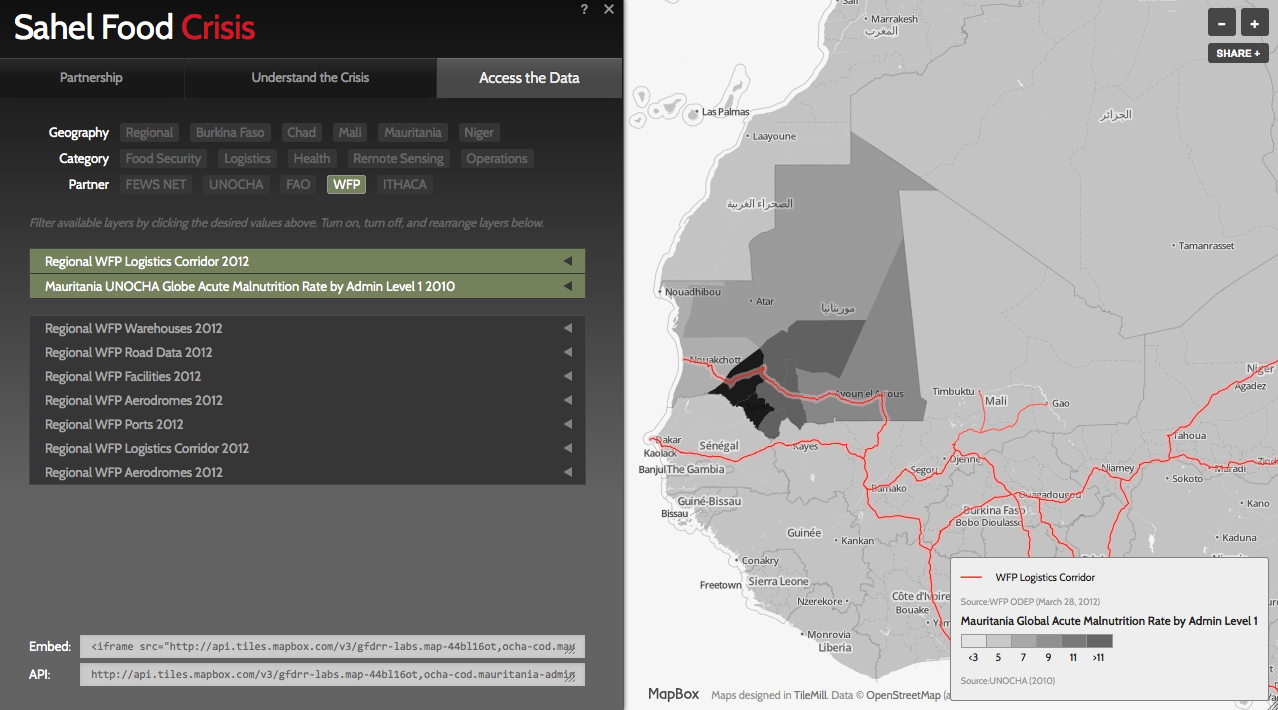 ? ×
Sahel Food Crisis
Partnership Understand the Crisis Access the Data
Geography Regional Burkina Faso Chad Mali Mauritania Niger
Category Food Security Logistics Health Remote Sensing Operations
Partner FEWS NET UNOCHA FAO WFP ITHACA
Filter available layers by clicking the desired values above. Turn on, turn off, and rearrange layers below.
Regional WFP Logistics Corridor 2012
Mauritania UNOCHA Globe Acute Malnutrition Rate by Admin Level 1 2010
Regional WFP Warehouses 2012
Regional WFP Road Data 2012
Regional WFP Facilities 2012
Regional WFP Aerodromes 2012
Regional WFP Ports 2012
Regional WFP Logistics Corridor 2012
Regional WFP Aerodromes 2012
Embed: <iframe src="http://api.tiles.mapbox.com/v3/gfdrr-labs.map-44bl16ot,ocha-cod.mau
API: http://api.tiles.mapbox.com/v3/gfdrr-labs.map-44bl16ot,ocha-cod.mauritania-admin
- +
SHARE +
Safi
Marrakesh
المغرب
Las Palmas
الجزائر
Laayoune
الصحراء الغربية
Tamanrasset
Nouadhibou
Atar
موريتانيا
Nouakchott
Niger
Agadez
Timbuktu
Mali
Gao
Dakar
Sénégal
Kayes
Tahoua
Kaolack
Banjul The Gambia
Segou
Djenne
Niamey
Maradi
Sokoto
Bamako
Ouagadougou
Guiné-Bissau
Bissau
Burkina Faso
Bobo Dioulasso
Kano
Guinée
Kankan
Kaduna
Conakry
Freetown
Sierra Leone
Nzerekore
Côte d'Ivoire
Bouake
Monrovia
Liberia
WFP Logistics Corridor
Source:WFP ODEP (March 28, 2012)
Mauritania Global Acute Malnutrition Rate by Admin Level 1
<3 5 7 9 11 >11
Source:UNOCHA (2010)
MapBox Maps designed in TileMill. Data © OpenStreetMap